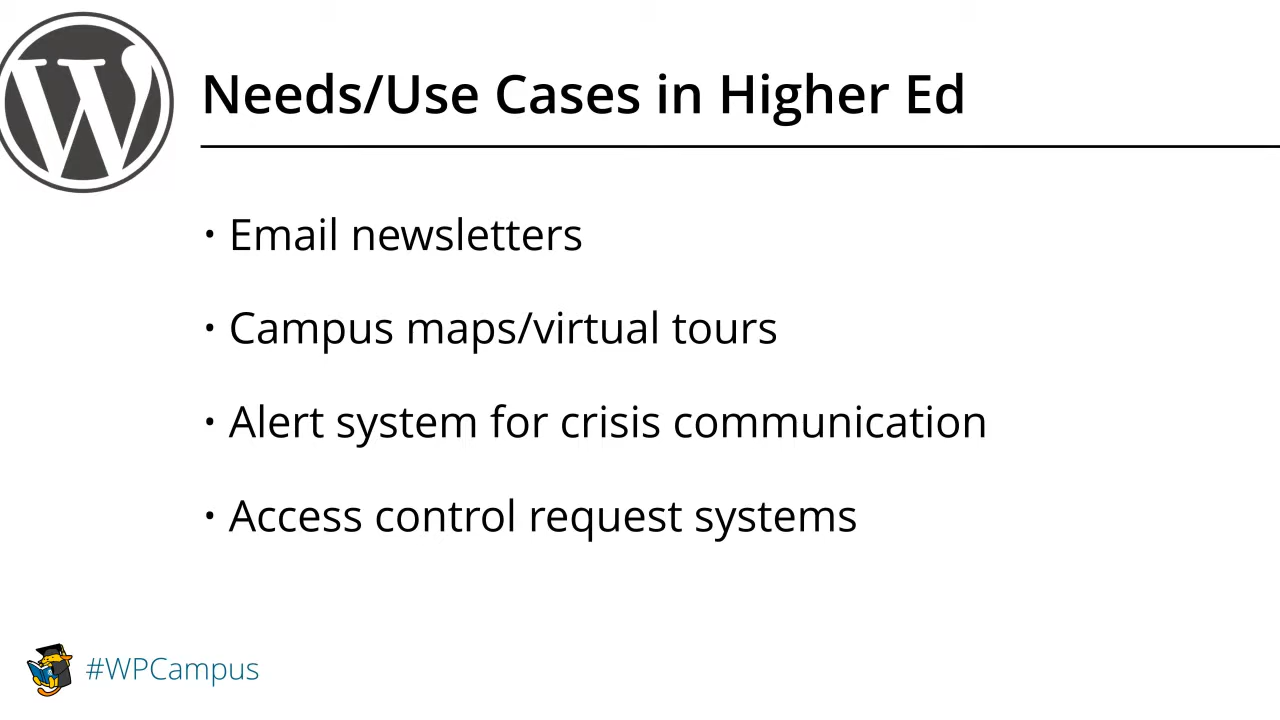 Needs/Use Cases in Higher Ed
• Email newsletters
• Campus maps/virtual tours
• Alert system for crisis communication
• Access control request systems
#WPCampus